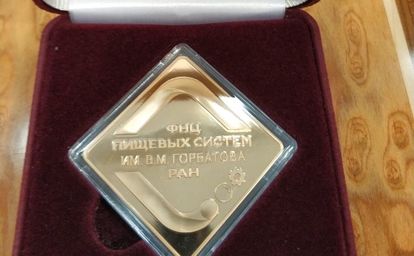 ФНЦ
ПИЩЕВЫХ СИСТЕМ
ИМ. В.М. ГОРБАТОВА
РАН